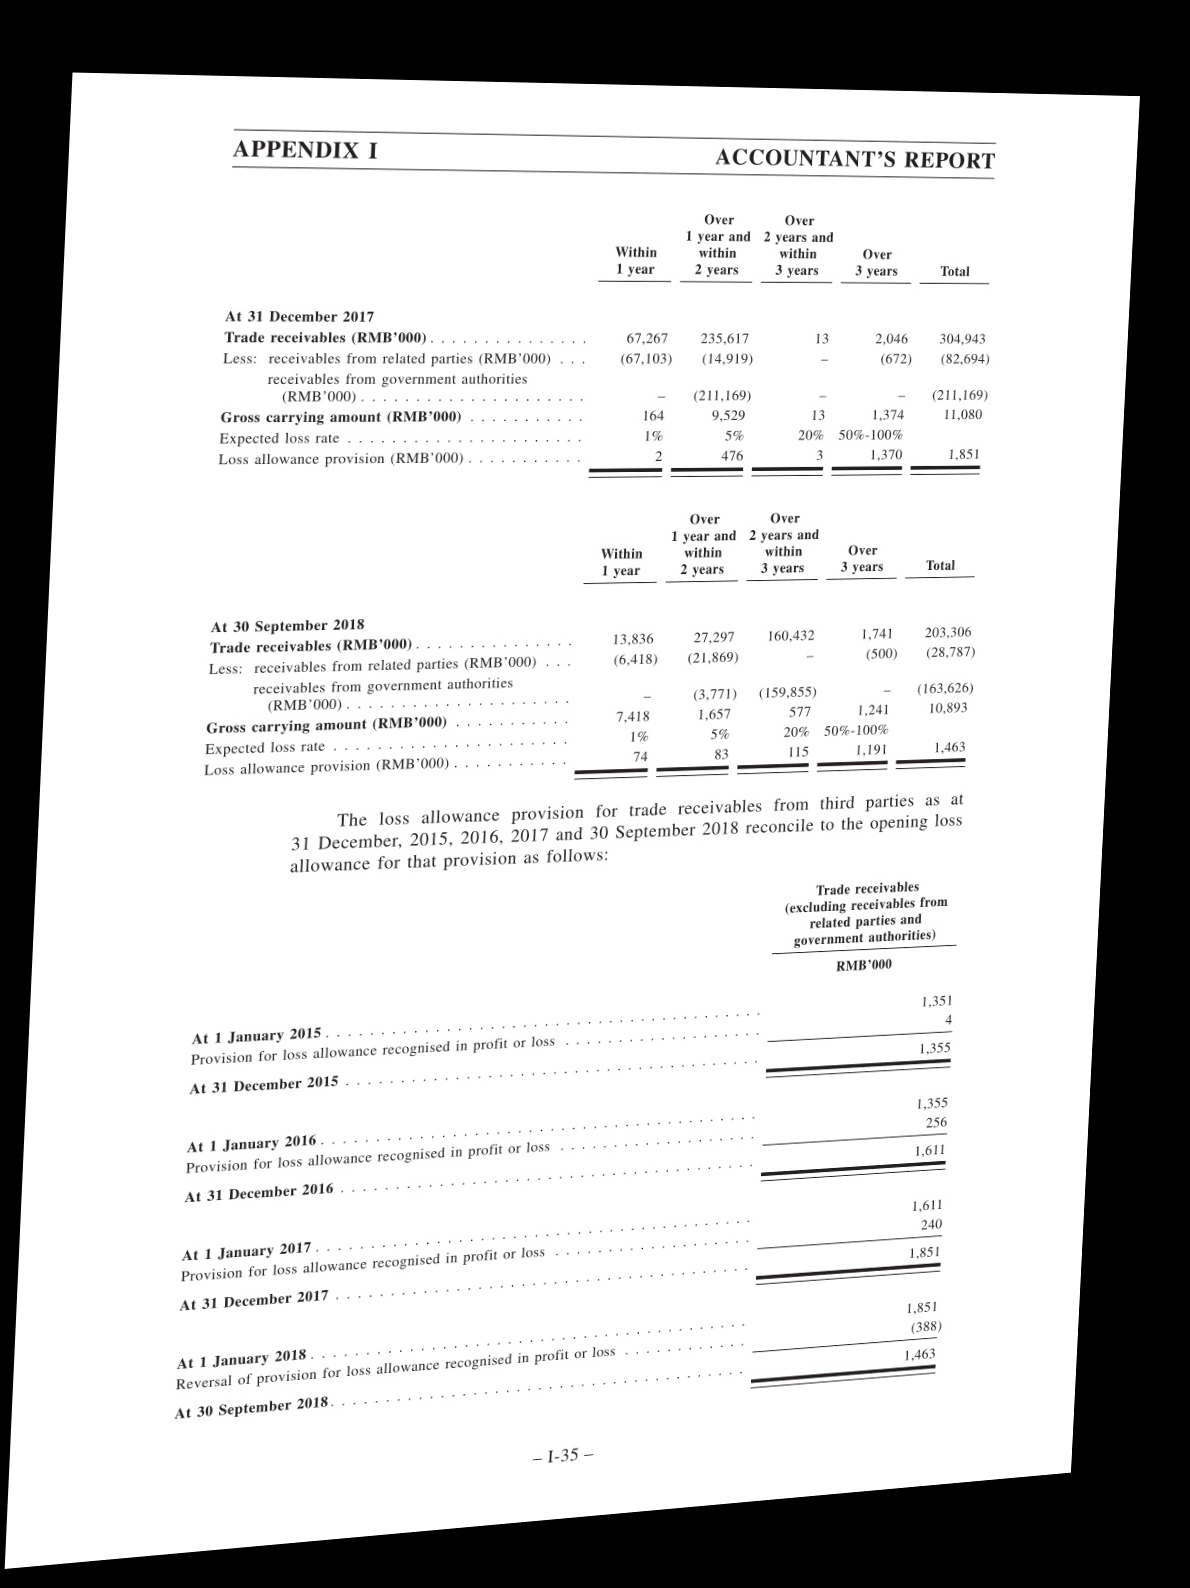 APPENDIX I ACCOUNTANT'S REPORT
Over Over
1 year and 2 years and
Within within within Over
1 year 2 years 3 years 3 years Total
At 31 December 2017
Trade receivables (RMB'000) . . . . . . . . . . . . . . . 67,267 235,617 13 2,046 304,943
Less: receivables from related parties (RMB'000) . . . (67,103) (14,919) – (672) (82,694)
receivables from government authorities
(RMB'000) . . . . . . . . . . . . . . . . . . . . . – (211,169) – – (211,169)
Gross carrying amount (RMB'000) . . . . . . . . . . . 164 9,529 13 1,374 11,080
Expected loss rate . . . . . . . . . . . . . . . . . . . . . . 1% 5% 20% 50%-100%
Loss allowance provision (RMB'000) . . . . . . . . . . . 2 476 3 1,370 1,851
Over Over
1 year and 2 years and
Within within within Over
1 year 2 years 3 years 3 years Total
At 30 September 2018
Trade receivables (RMB'000) . . . . . . . . . . . . . . . 13,836 27,297 160,432 1,741 203,306
Less: receivables from related parties (RMB'000) . . . (6,418) (21,869) – (500) (28,787)
receivables from government authorities
(RMB'000) . . . . . . . . . . . . . . . . . . . . . – (3,771) (159,855) – (163,626)
Gross carrying amount (RMB'000) . . . . . . . . . . . 7,418 1,657 577 1,241 10,893
Expected loss rate . . . . . . . . . . . . . . . . . . . . . . 1% 5% 20% 50%-100%
Loss allowance provision (RMB'000) . . . . . . . . . . . 74 83 115 1,191 1,463
The loss allowance provision for trade receivables from third parties as at
31 December, 2015, 2016, 2017 and 30 September 2018 reconcile to the opening loss
allowance for that provision as follows:
Trade receivables
(excluding receivables from
related parties and
government authorities)
RMB'000
At 1 January 2015 . . . . . . . . . . . . . . . . . . . . . . . . . . . . . . . . . . . . . . . . 1,351
Provision for loss allowance recognised in profit or loss . . . . . . . . . . . . . . . . . . 4
At 31 December 2015 . . . . . . . . . . . . . . . . . . . . . . . . . . . . . . . . . . . . . . 1,355
At 1 January 2016 . . . . . . . . . . . . . . . . . . . . . . . . . . . . . . . . . . . . . . . . 1,355
Provision for loss allowance recognised in profit or loss . . . . . . . . . . . . . . . . . . 256
At 31 December 2016 . . . . . . . . . . . . . . . . . . . . . . . . . . . . . . . . . . . . . . 1,611
At 1 January 2017 . . . . . . . . . . . . . . . . . . . . . . . . . . . . . . . . . . . . . . . . 1,611
Provision for loss allowance recognised in profit or loss . . . . . . . . . . . . . . . . . . 240
At 31 December 2017 . . . . . . . . . . . . . . . . . . . . . . . . . . . . . . . . . . . . . . 1,851
At 1 January 2018 . . . . . . . . . . . . . . . . . . . . . . . . . . . . . . . . . . . . . . . . 1,851
Reversal of provision for loss allowance recognised in profit or loss . . . . . . . . . . . (388)
At 30 September 2018 . . . . . . . . . . . . . . . . . . . . . . . . . . . . . . . . . . . . . . 1,463
– I-35 –